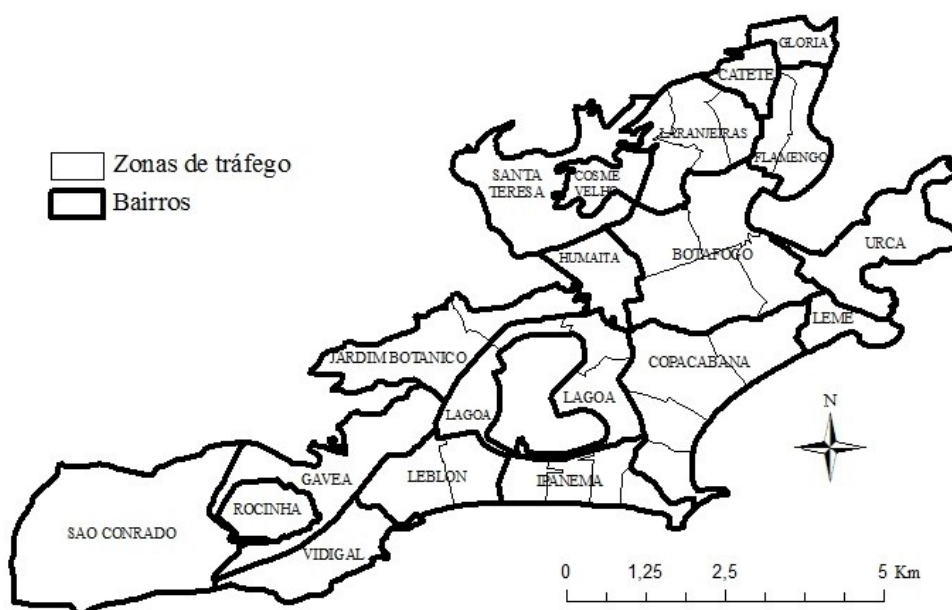 GLORIA
CATETE
LARANJEIRAS
Zonas de tráfego
FLAMENGO
SANTA
TERESA
COSME
VELHO
Bairros
URCA
HUMAITA
BOTAFOGO
LEME
JARDIM BOTANICO
COPACABANA
LAGOA
LAGOA
N
GAVEA
LEBLON
IPANEMA
ROCINHA
SAO CONRADO
VIDIGAL
0 1,25 2,5 5 Km